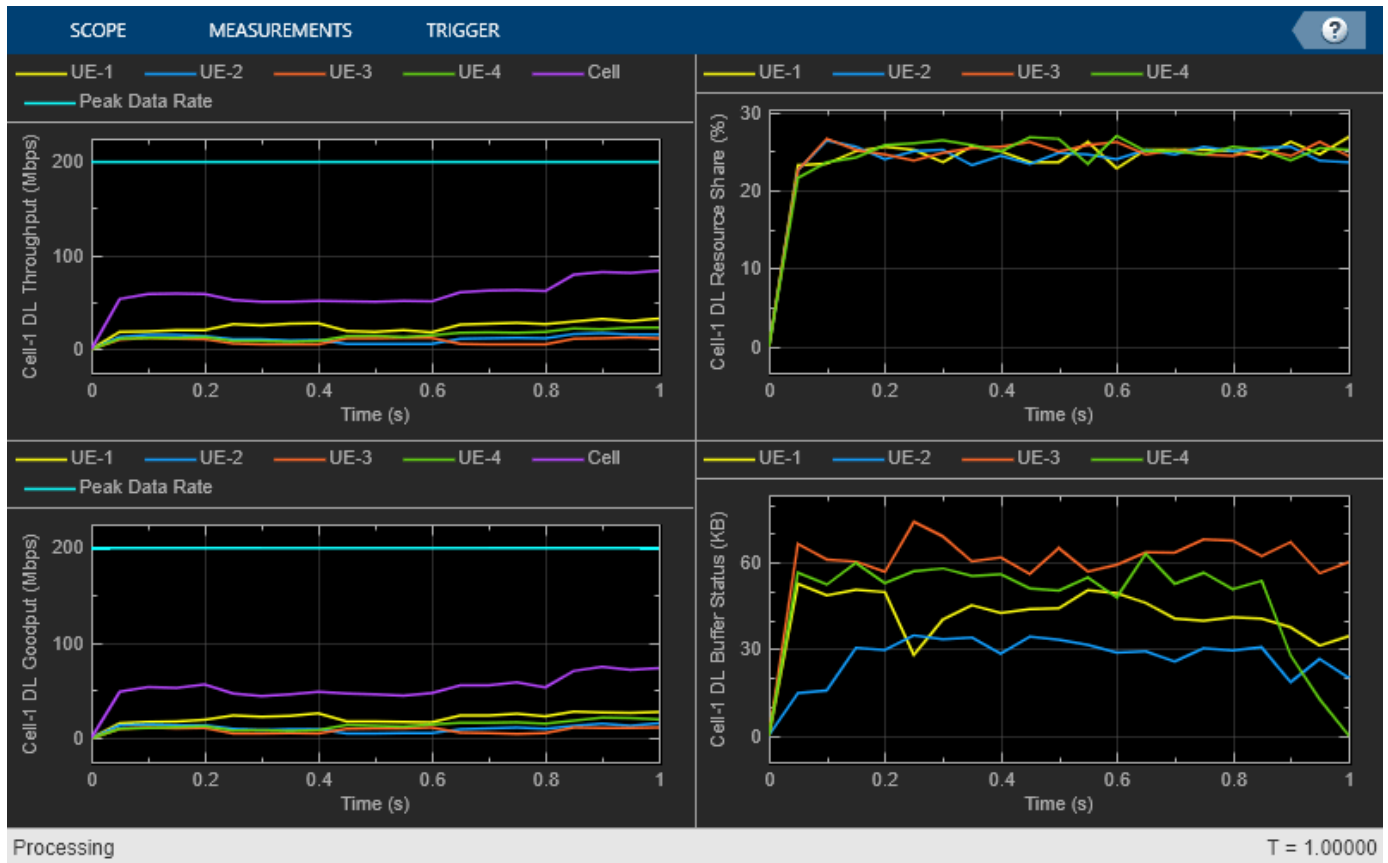 SCOPE MEASUREMENTS TRIGGER ?
UE-1 UE-2 UE-3 UE-4 Cell
Peak Data Rate
Cell-1 DL Throughput (Mbps)
200
100
0
0 0.2 0.4 0.6 0.8 1
Time (s)
UE-1 UE-2 UE-3 UE-4
Cell-1 DL Resource Share (%)
30
20
10
0
0 0.2 0.4 0.6 0.8 1
Time (s)
UE-1 UE-2 UE-3 UE-4 Cell
Peak Data Rate
Cell-1 DL Goodput (Mbps)
200
100
0
0 0.2 0.4 0.6 0.8 1
Time (s)
UE-1 UE-2 UE-3 UE-4
Cell-1 DL Buffer Status (KB)
60
30
0
0 0.2 0.4 0.6 0.8 1
Time (s)
Processing T = 1.00000